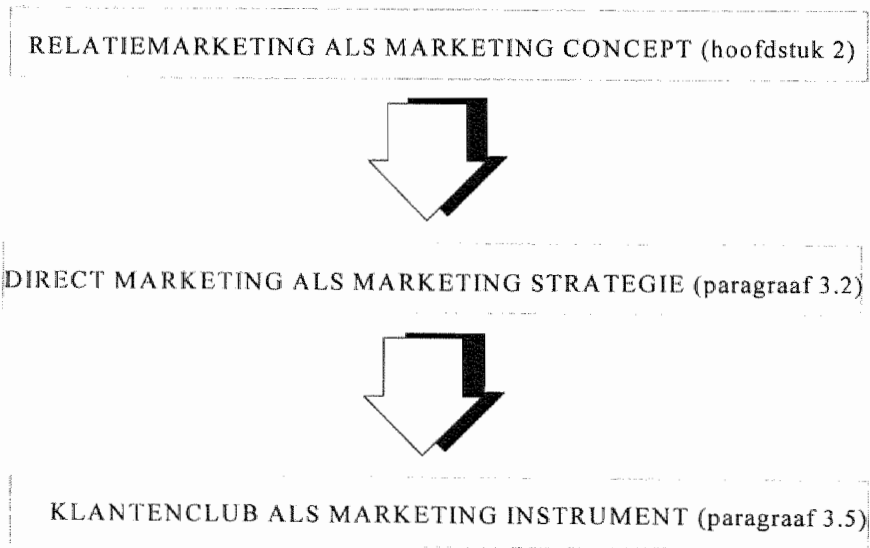 RELATIEMARKETING ALS MARKETING CONCEPT (hoofdstuk 2)
DIRECT MARKETING ALS MARKETING STRATEGIE (paragraaf 3.2)
KLANTENCLUB ALS MARKETING INSTRUMENT (paragraaf 3.5)